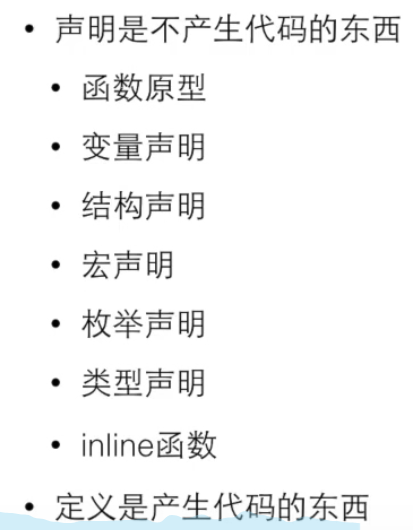 • 声明是不产生代码的东西
• 函数原型
• 变量声明
• 结构声明
• 宏声明
• 枚举声明
• 类型声明
• inline函数
• 定义是产生代码的东西